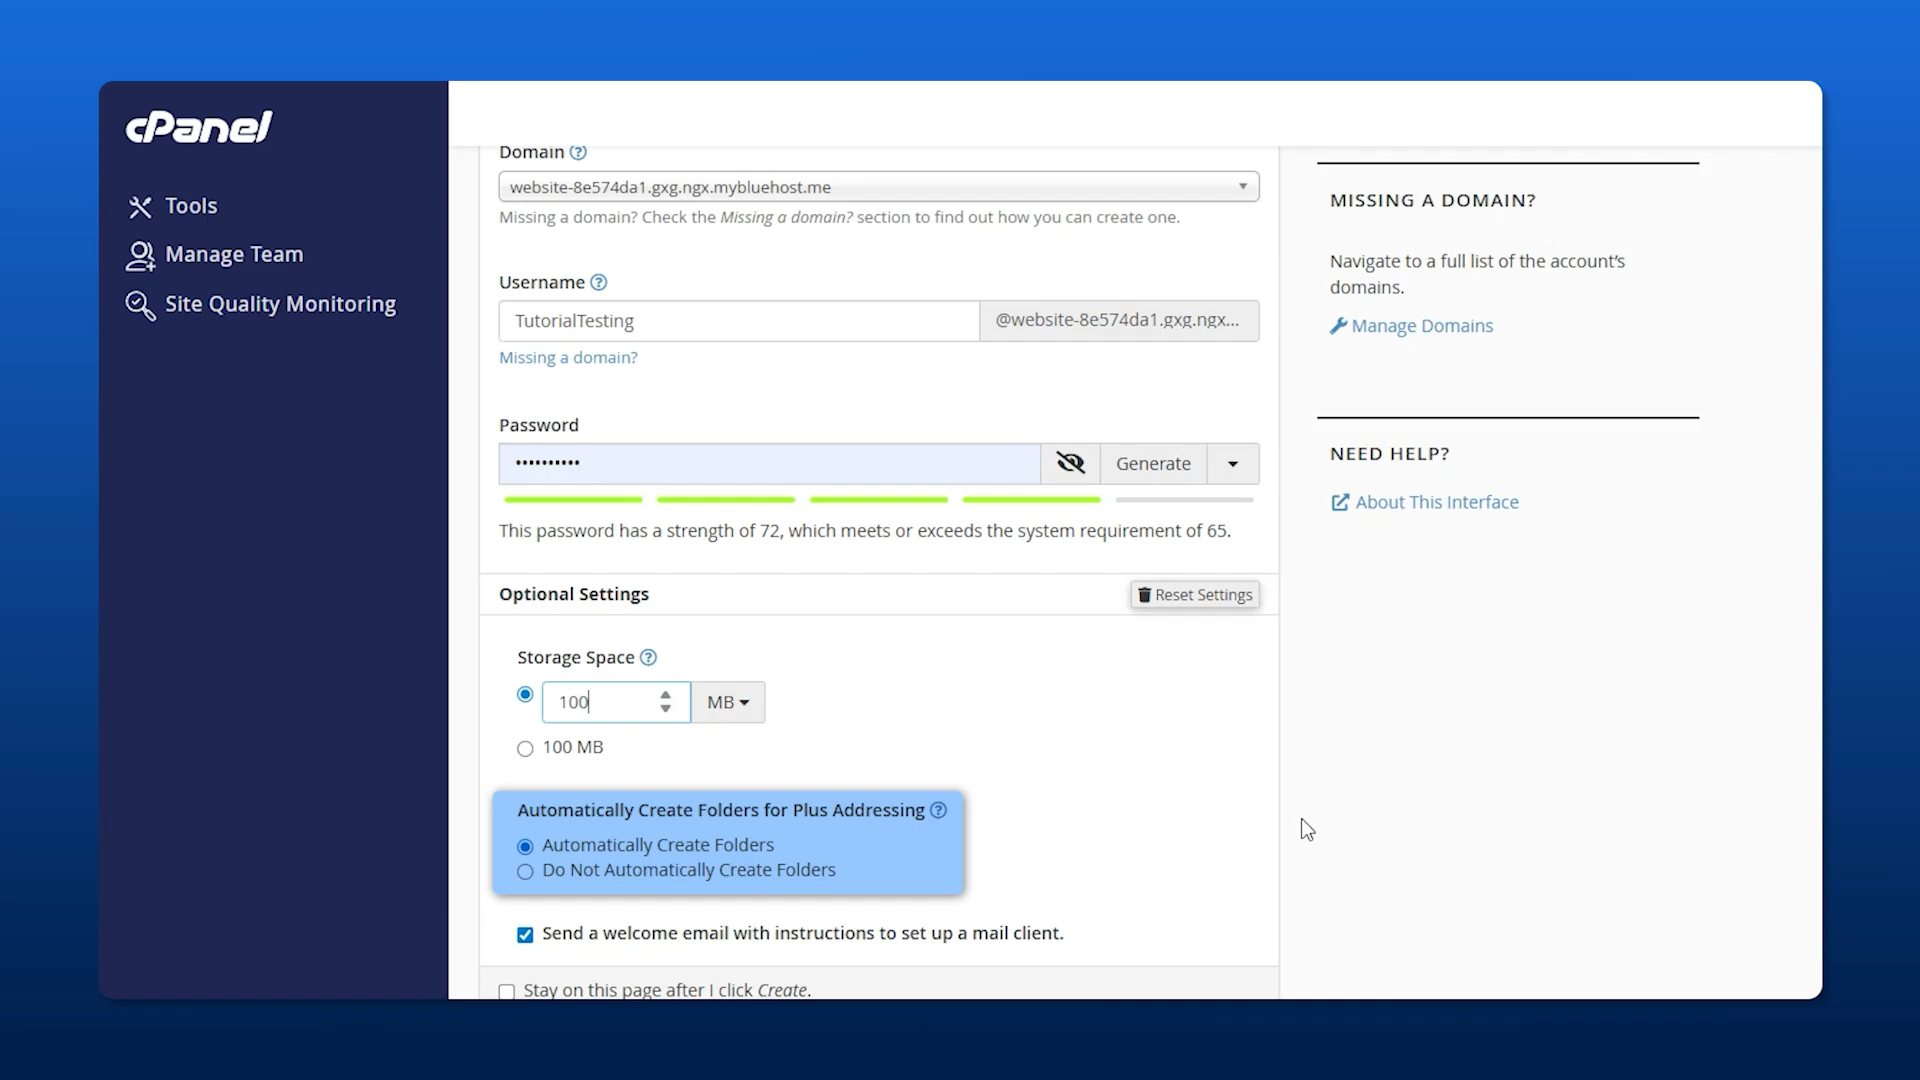 cPanel
Tools
Manage Team
Site Quality Monitoring
Domain
website-8e574da1.gxg.ngx.mybluehost.me
Missing a domain? Check the Missing a domain? section to find out how you can create one.
Username
TutorialTesting
@website-8e574da1.gxg.ngx...
Missing a domain?
Password
••••••••••
Generate
This password has a strength of 72, which meets or exceeds the system requirement of 65.
Optional Settings
Reset Settings
Storage Space
100
MB
100 MB
Automatically Create Folders for Plus Addressing
Automatically Create Folders
Do Not Automatically Create Folders
Send a welcome email with instructions to set up a mail client.
Stay on this page after I click Create.
MISSING A DOMAIN?
Navigate to a full list of the account's
domains.
Manage Domains
NEED HELP?
About This Interface